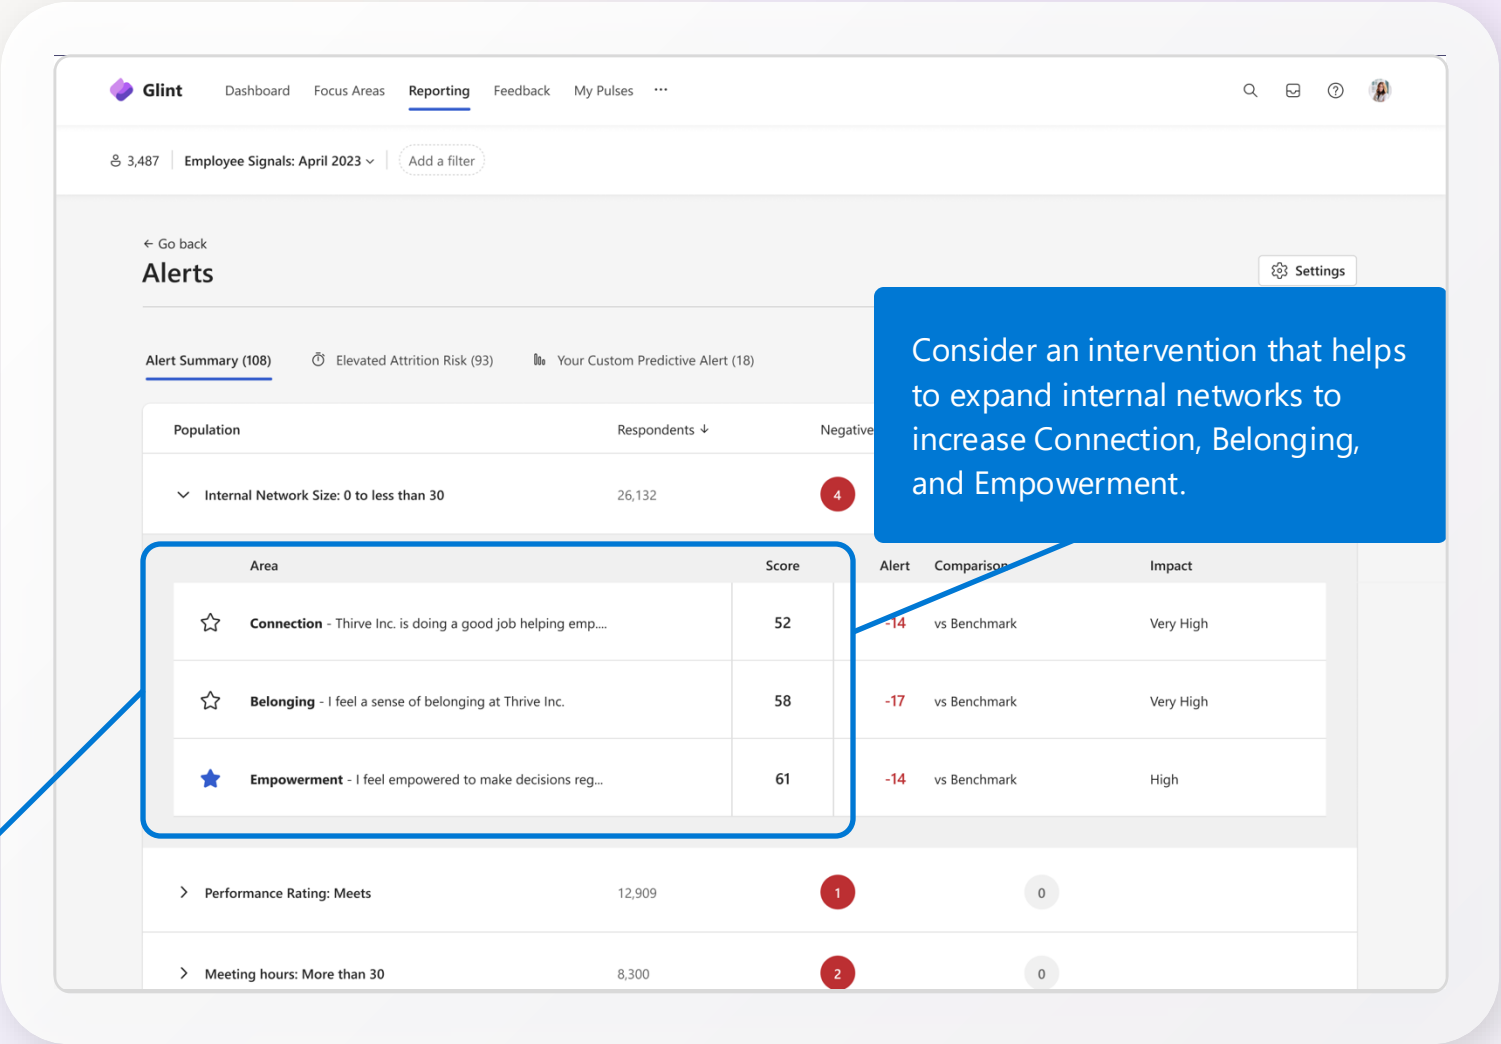 Glint Dashboard Focus Areas Reporting Feedback My Pulses ...
3,487 Employee Signals: April 2023 Add a filter
← Go back
Alerts
Settings
Alert Summary (108) Elevated Attrition Risk (93) Your Custom Predictive Alert (18)
Consider an intervention that helps
to expand internal networks to
increase Connection, Belonging,
and Empowerment.
Population Respondents ↓ Negative
Internal Network Size: 0 to less than 30 26,132 4
Area Score Alert Comparison Impact
Connection - Thirve Inc. is doing a good job helping emp.... 52 -14 vs Benchmark Very High
Belonging - I feel a sense of belonging at Thrive Inc. 58 -17 vs Benchmark Very High
Empowerment - I feel empowered to make decisions reg... 61 -14 vs Benchmark High
Performance Rating: Meets 12,909 1 0
Meeting hours: More than 30 8,300 2 0